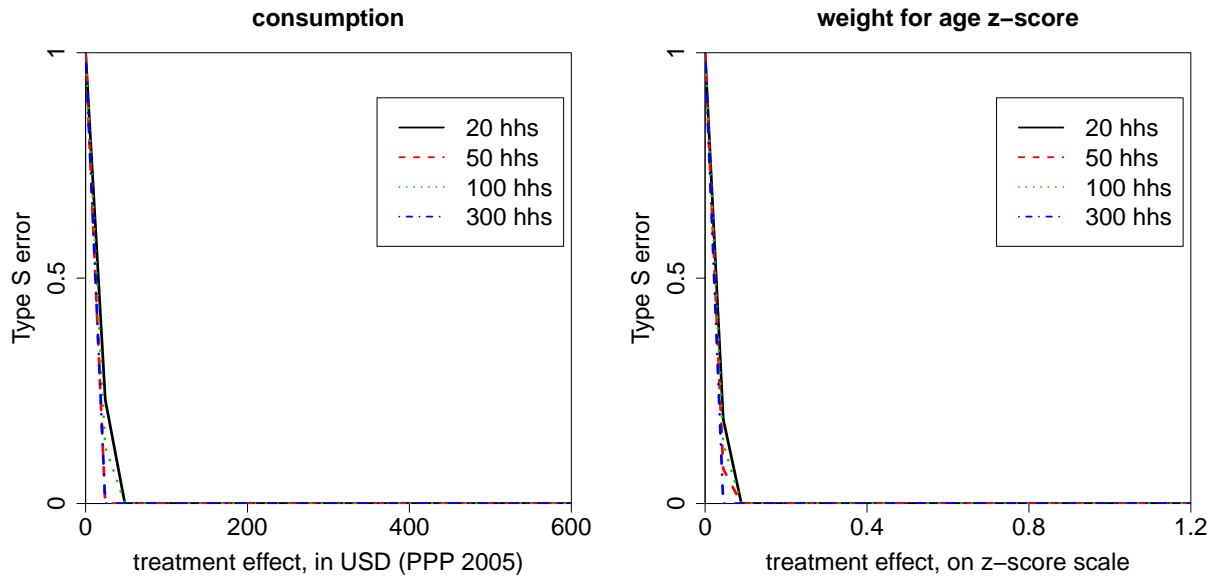 consumption
Type S error
1
0.5
0
20 hhs
50 hhs
100 hhs
300 hhs
0
200
400
600
treatment effect, in USD (PPP 2005)
weight for age z−score
Type S error
1
0.5
0
20 hhs
50 hhs
100 hhs
300 hhs
0
0.4
0.8
1.2
treatment effect, on z−score scale